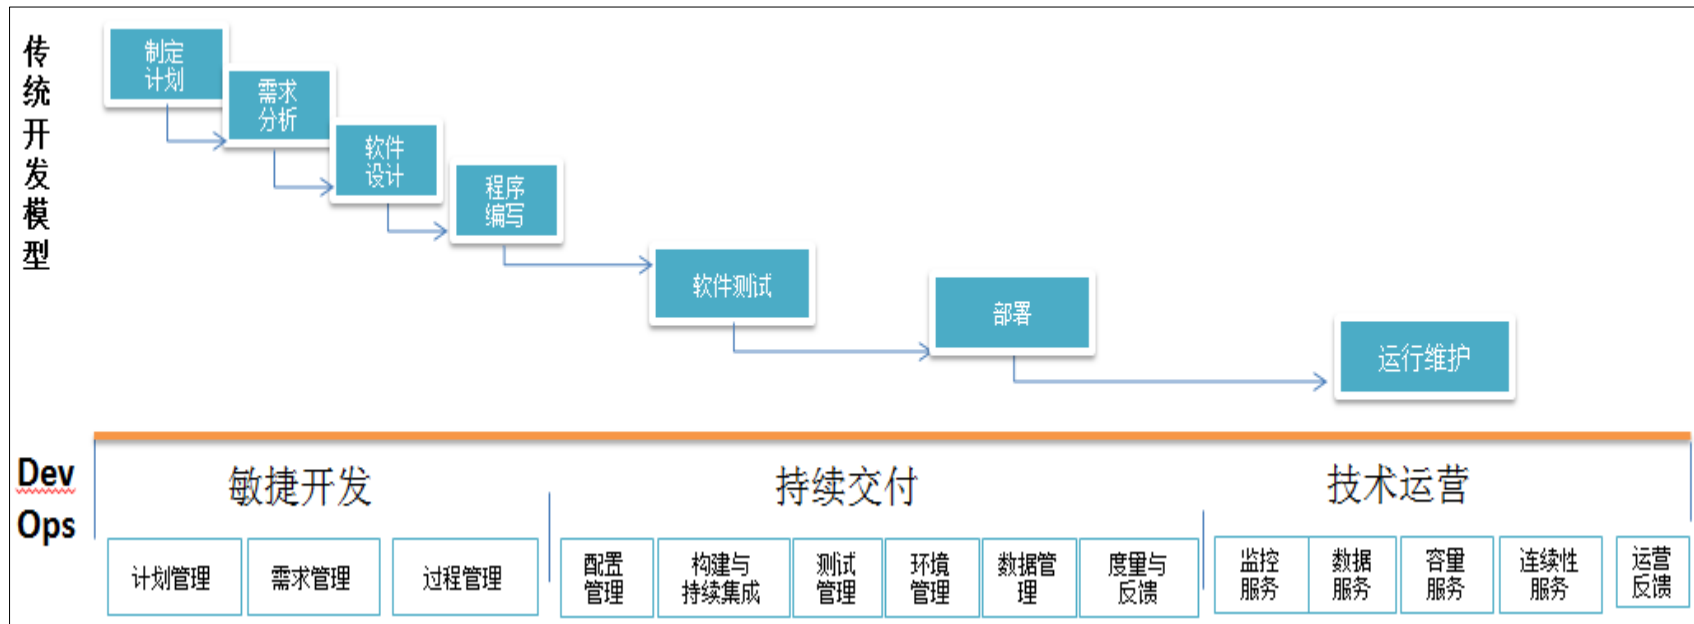 传
统
开
发
模
型
制定
计划
需求
分析
软件
设计
程序
编写
软件测试
部署
运行维护
Dev
Ops
敏捷开发
持续交付
技术运营
计划管理
需求管理
过程管理
配置
管理
构建与
持续集成
测试
管理
环境
管理
数据管
理
度量与
反馈
监控
服务
数据
服务
容量
服务
连续性
服务
运营
反馈